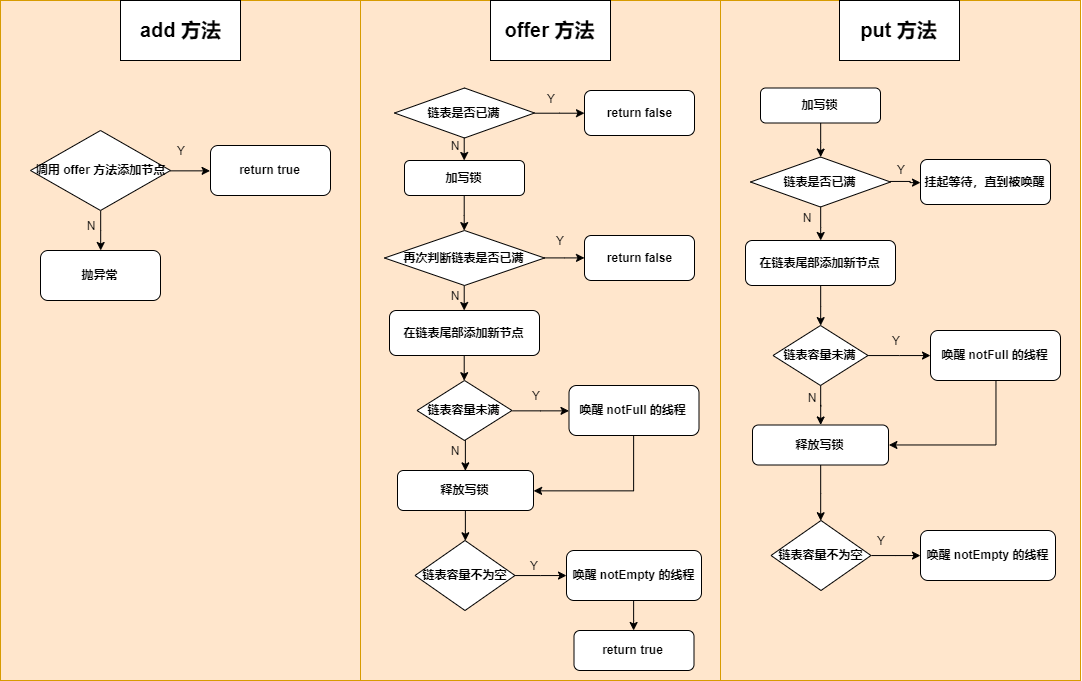 add 方法
调用 offer 方法添加节点
Y
return true
N
抛异常
offer 方法
链表是否已满
Y
return false
N
加写锁
再次判断链表是否已满
Y
return false
N
在链表尾部添加新节点
链表容量未满
Y
唤醒 notFull 的线程
N
释放写锁
链表容量不为空
Y
唤醒 notEmpty 的线程
return true
put 方法
加写锁
链表是否已满
Y
挂起等待，直到被唤醒
N
在链表尾部添加新节点
链表容量未满
Y
唤醒 notFull 的线程
N
释放写锁
链表容量不为空
Y
唤醒 notEmpty 的线程